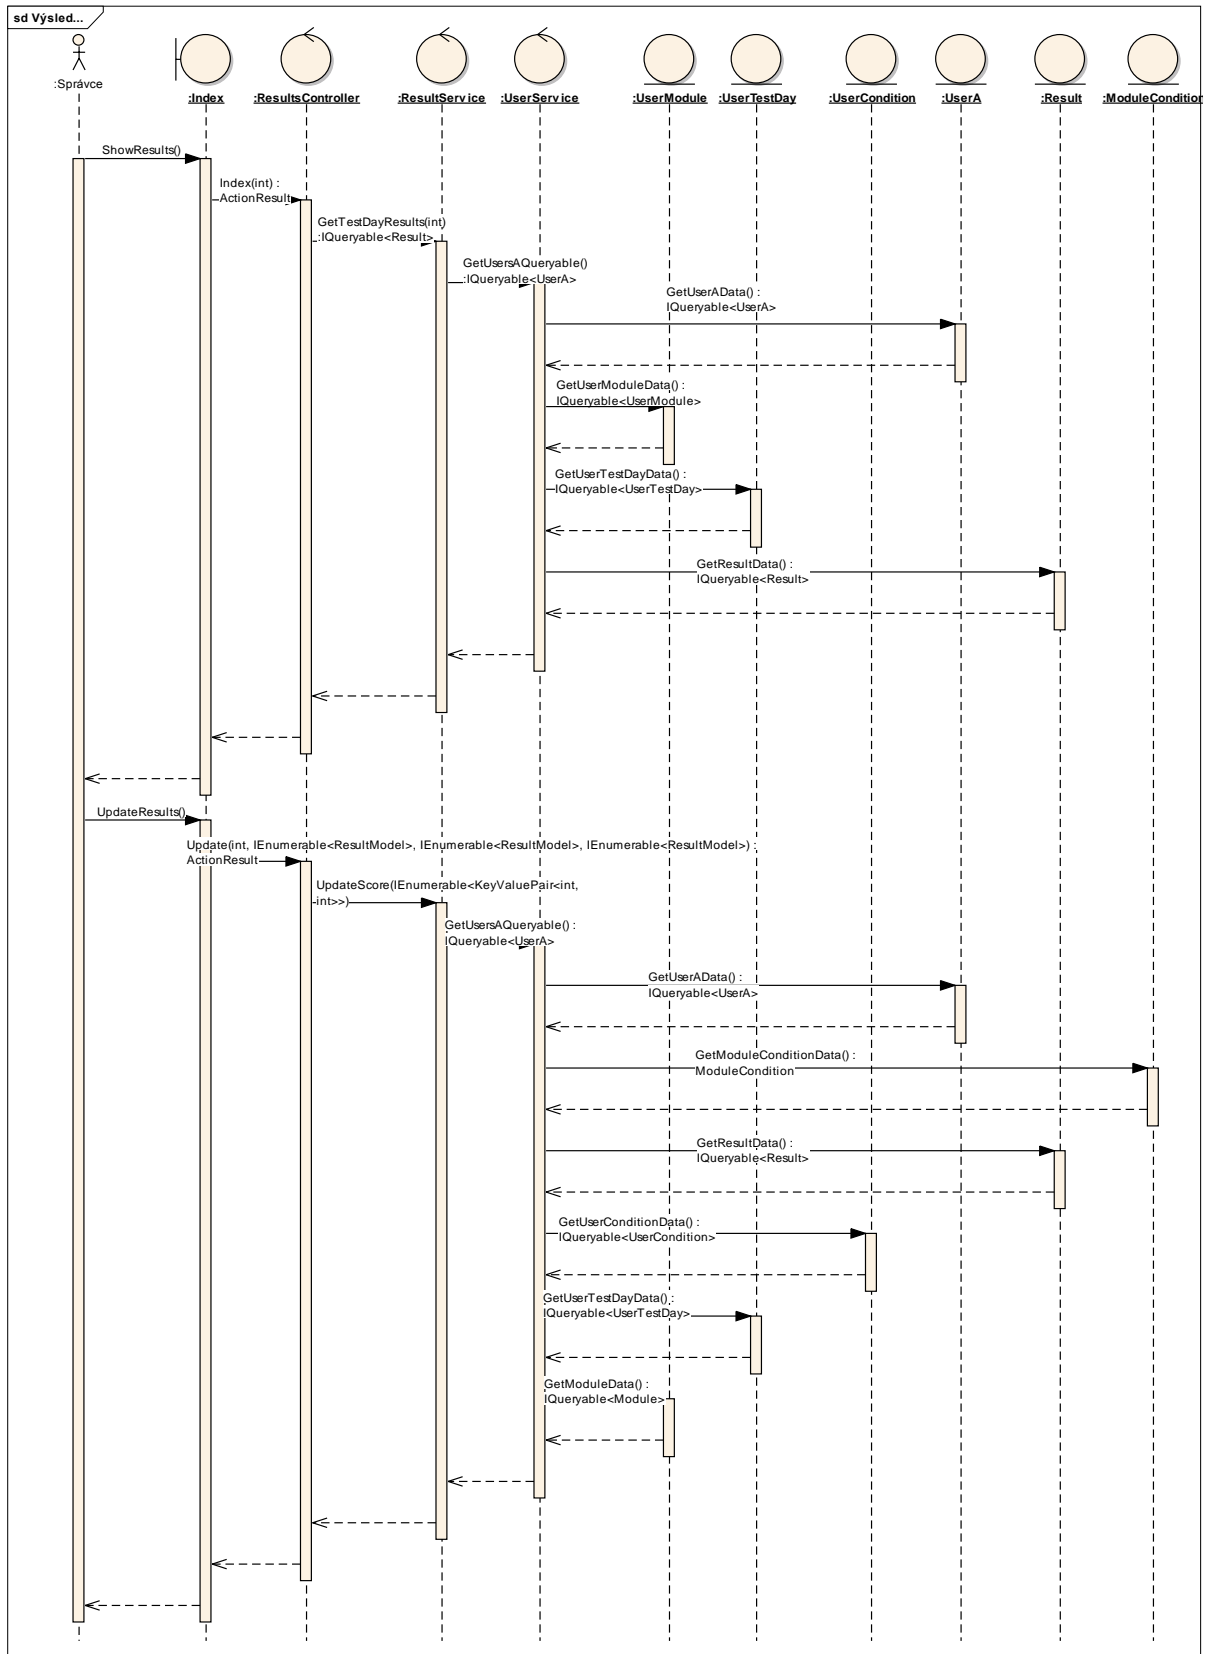 sd Výsled...
:Správce
:Index
:ResultsController
:ResultService
:UserService
:UserModule
:UserTestDay
:UserCondition
:UserA
:Result
:ModuleCondition
ShowResults()
Index(int) :
ActionResult
GetTestDayResults(int)
:IQueryable<Result>
GetUsersAQueryable()
:IQueryable<UserA>
GetUserAData() :
IQueryable<UserA>
GetUserModuleData() :
IQueryable<UserModule>
GetUserTestDayData() :
IQueryable<UserTestDay>
GetResultData() :
IQueryable<Result>
UpdateResults()
Update(int, IEnumerable<ResultModel>, IEnumerable<ResultModel>, IEnumerable<ResultModel>) :
ActionResult
UpdateScore(IEnumerable<KeyValuePair<int,
int>>)
GetUsersAQueryable() :
IQueryable<UserA>
GetUserAData() :
IQueryable<UserA>
GetModuleConditionData() :
ModuleCondition
GetResultData() :
IQueryable<Result>
GetUserConditionData() :
IQueryable<UserCondition>
GetUserTestDayData() :
IQueryable<UserTestDay>
GetModuleData() :
IQueryable<Module>